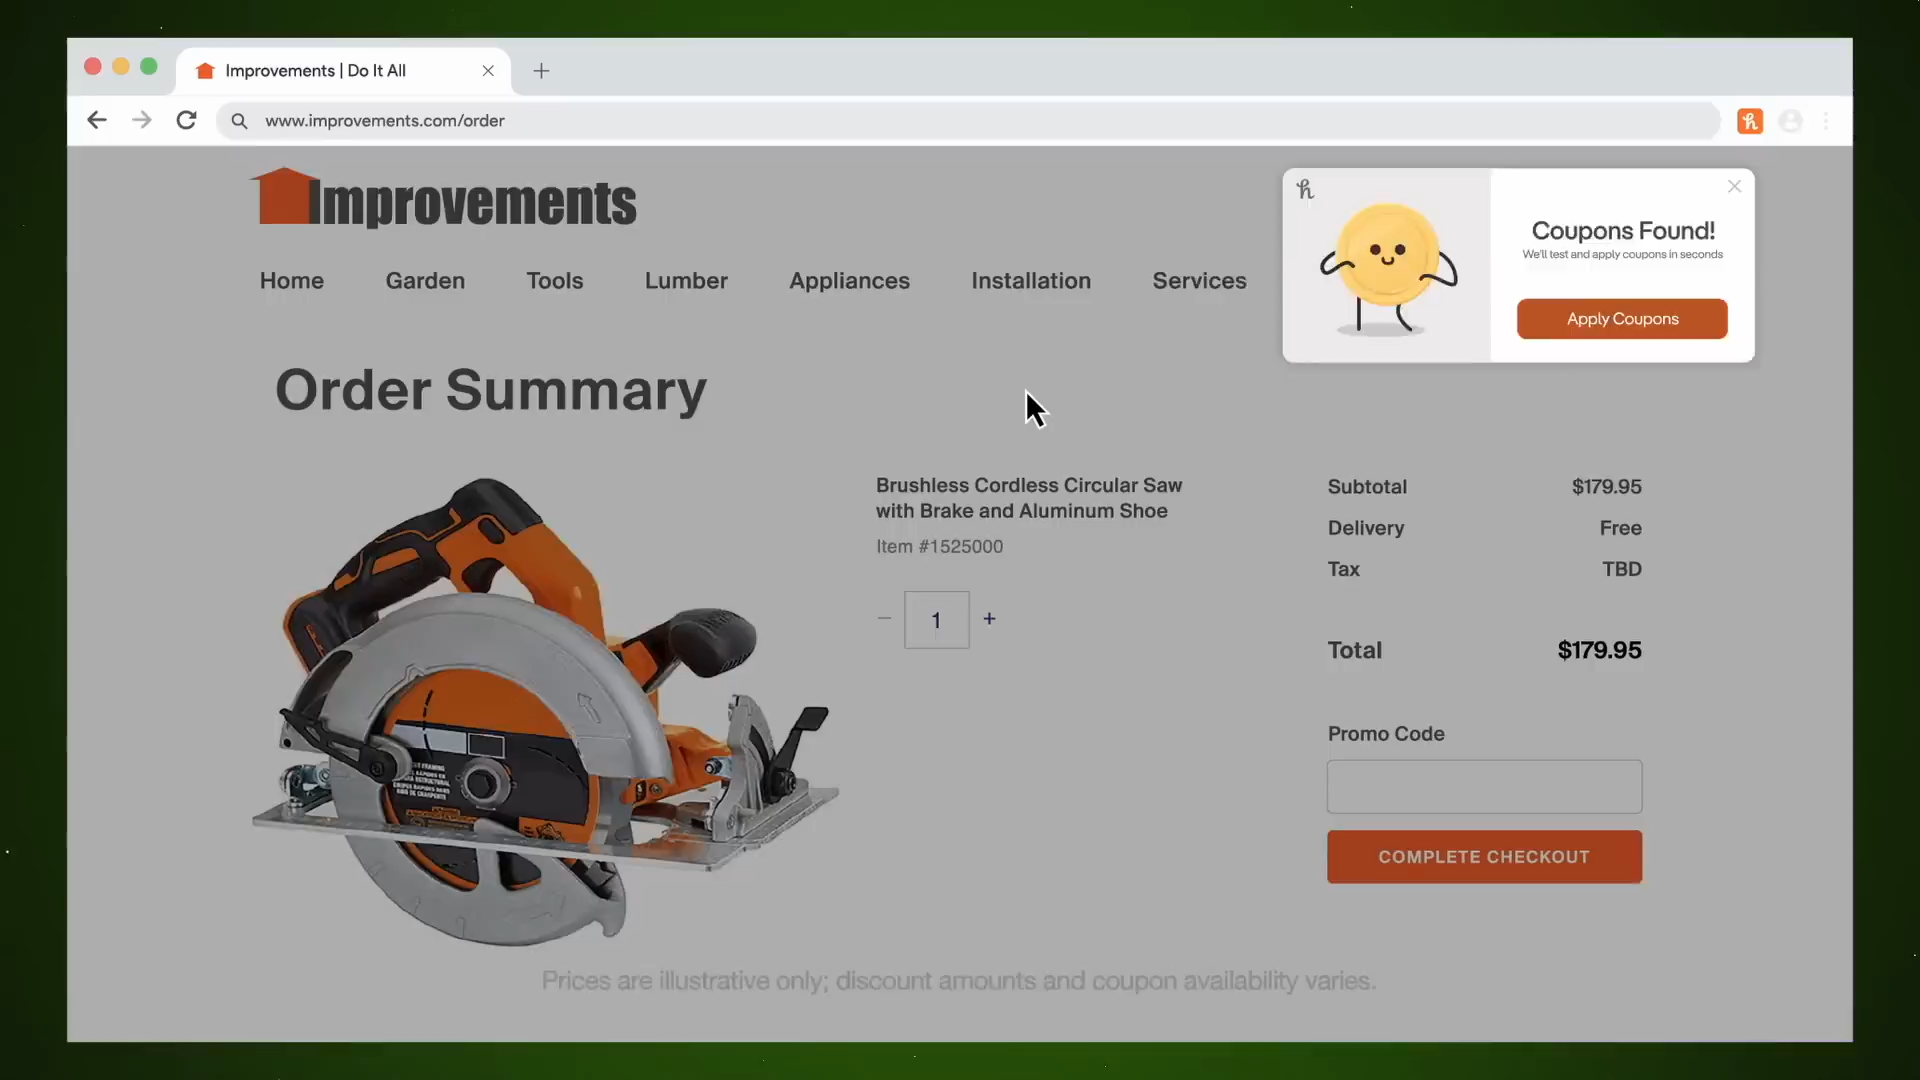 Improvements | Do It All
www.improvements.com/order
Improvements
Home Garden Tools Lumber Appliances Installation Services
Coupons Found!
We'll test and apply coupons in seconds
Apply Coupons
Order Summary
Brushless Cordless Circular Saw
with Brake and Aluminum Shoe
Item #1525000
1
Subtotal $179.95
Delivery Free
Tax TBD
Total $179.95
Promo Code
COMPLETE CHECKOUT
Prices are illustrative only; discount amounts and coupon availability varies.